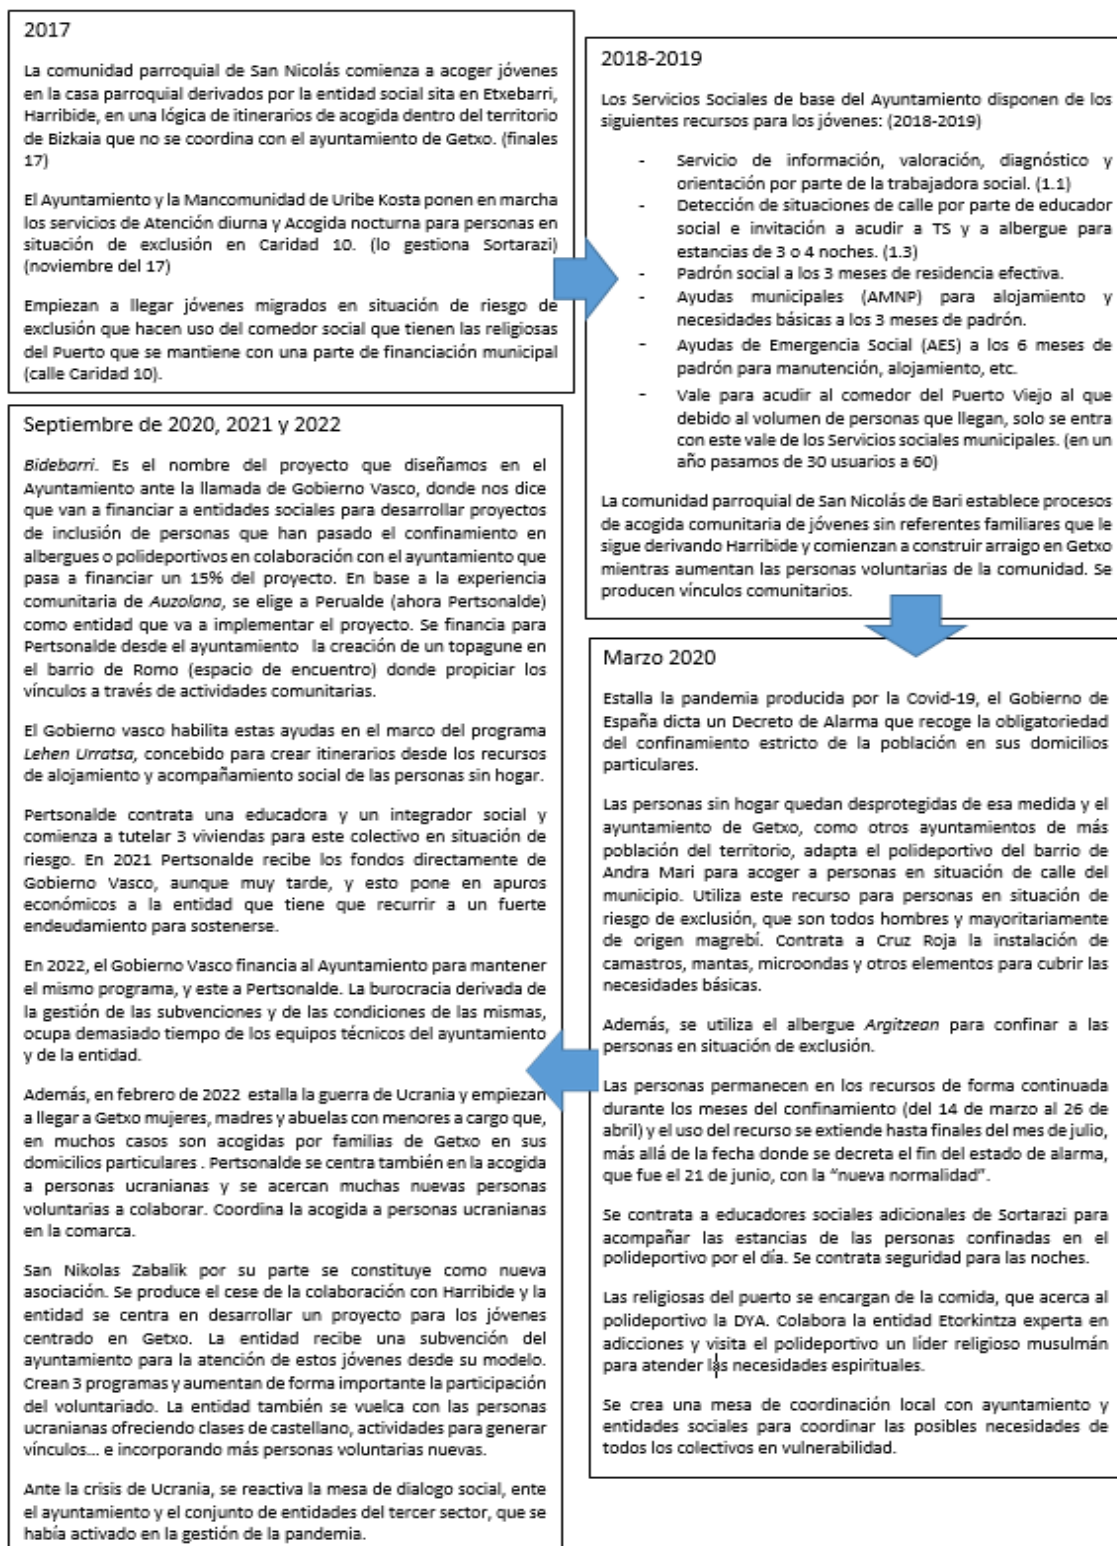 2017
La comunidad parroquial de San Nicolás comienza a acoger jóvenes
en la casa parroquial derivados por la entidad social sita en Etxebarri,
Harribide, en una lógica de itinerarios de acogida dentro del territorio
de Bizkaia que no se coordina con el ayuntamiento de Getxo. (finales
17)
El Ayuntamiento y la Mancomunidad de Uribe Kosta ponen en marcha
los servicios de Atención diurna y Acogida nocturna para personas en
situación de exclusión en Caridad 10. (lo gestiona Sortarazi)
(noviembre del 17)
Empiezan a llegar jóvenes migrados en situación de riesgo de
exclusión que hacen uso del comedor social que tienen las religiosas
del Puerto que se mantiene con una parte de financiación municipal
(calle Caridad 10).
2018-2019
Los Servicios Sociales de base del Ayuntamiento disponen de los
siguientes recursos para los jóvenes: (2018-2019)
- Servicio de información, valoración, diagnóstico y
orientación por parte de la trabajadora social. (1.1)
- Detección de situaciones de calle por parte de educador
social e invitación a acudir a TS y a albergue para
estancias de 3 o 4 noches. (1.3)
- Padrón social a los 3 meses de residencia efectiva.
- Ayudas municipales (AMNP) para alojamiento y
necesidades básicas a los 3 meses de padrón.
- Ayudas de Emergencia Social (AES) a los 6 meses de
padrón para manutención, alojamiento, etc.
- Vale para acudir al comedor del Puerto Viejo al que
debido al volumen de personas que llegan, solo se entra
con este vale de los Servicios sociales municipales. (en un
año pasamos de 30 usuarios a 60)
La comunidad parroquial de San Nicolás de Bari establece procesos
de acogida comunitaria de jóvenes sin referentes familiares que le
sigue derivando Harribide y comienzan a construir arraigo en Getxo
mientras aumentan las personas voluntarias de la comunidad. Se
producen vínculos comunitarios.
Marzo 2020
Estalla la pandemia producida por la Covid-19, el Gobierno de
España dicta un Decreto de Alarma que recoge la obligatoriedad
del confinamiento estricto de la población en sus domicilios
particulares.
Las personas sin hogar quedan desprotegidas de esa medida y el
ayuntamiento de Getxo, como otros ayuntamientos de más
población del territorio, adapta el polideportivo del barrio de
Andra Mari para acoger a personas en situación de calle del
municipio. Utiliza este recurso para personas en situación de
riesgo de exclusión, que son todos hombres y mayoritariamente
de origen magrebí. Contrata a Cruz Roja la instalación de
camastros, mantas, microondas y otros elementos para cubrir las
necesidades básicas.
Además, se utiliza el albergue Argitzean para confinar a las
personas en situación de exclusión.
Las personas permanecen en los recursos de forma continuada
durante los meses del confinamiento (del 14 de marzo al 26 de
abril) y el uso del recurso se extiende hasta finales del mes de julio,
más allá de la fecha donde se decreta el fin del estado de alarma,
que fue el 21 de junio, con la “nueva normalidad”.
Se contrata a educadores sociales adicionales de Sortarazi para
acompañar las estancias de las personas confinadas en el
polideportivo por el día. Se contrata seguridad para las noches.
Las religiosas del puerto se encargan de la comida, que acerca al
polideportivo la DYA. Colabora la entidad Etorkintza experta en
adicciones y visita el polideportivo un líder religioso musulmán
para atender las necesidades espirituales.
Se crea una mesa de coordinación local con ayuntamiento y
entidades sociales para coordinar las posibles necesidades de
todos los colectivos en vulnerabilidad.
Septiembre de 2020, 2021 y 2022
Bidebarri. Es el nombre del proyecto que diseñamos en el
Ayuntamiento ante la llamada de Gobierno Vasco, donde nos dice
que van a financiar a entidades sociales para desarrollar proyectos
de inclusión de personas que han pasado el confinamiento en
albergues o polideportivos en colaboración con el ayuntamiento que
pasa a financiar un 15% del proyecto. En base a la experiencia
comunitaria de Auzolana, se elige a Perualde (ahora Pertsonalde)
como entidad que va a implementar el proyecto. Se financia para
Pertsonalde desde el ayuntamiento la creación de un topagune en
el barrio de Romo (espacio de encuentro) donde propiciar los
vínculos a través de actividades comunitarias.
El Gobierno vasco habilita estas ayudas en el marco del programa
Lehen Urratsa, concebido para crear itinerarios desde los recursos
de alojamiento y acompañamiento social de las personas sin hogar.
Pertsonalde contrata una educadora y un integrador social y
comienza a tutelar 3 viviendas para este colectivo en situación de
riesgo. En 2021 Pertsonalde recibe los fondos directamente de
Gobierno Vasco, aunque muy tarde, y esto pone en apuros
económicos a la entidad que tiene que recurrir a un fuerte
endeudamiento para sostenerse.
En 2022, el Gobierno Vasco financia al Ayuntamiento para mantener
el mismo programa, y este a Pertsonalde. La burocracia derivada de
la gestión de las subvenciones y de las condiciones de las mismas,
ocupa demasiado tiempo de los equipos técnicos del ayuntamiento
y de la entidad.
Además, en febrero de 2022 estalla la guerra de Ucrania y empiezan
a llegar a Getxo mujeres, madres y abuelas con menores a cargo que,
en muchos casos son acogidas por familias de Getxo en sus
domicilios particulares . Pertsonalde se centra también en la acogida
a personas ucranianas y se acercan muchas nuevas personas
voluntarias a colaborar. Coordina la acogida a personas ucranianas
en la comarca.
San Nikolas Zabalik por su parte se constituye como nueva
asociación. Se produce el cese de la colaboración con Harribide y la
entidad se centra en desarrollar un proyecto para los jóvenes
centrado en Getxo. La entidad recibe una subvención del
ayuntamiento para la atención de estos jóvenes desde su modelo.
Crean 3 programas y aumentan de forma importante la participación
del voluntariado. La entidad también se vuelca con las personas
ucranianas ofreciendo clases de castellano, actividades para generar
vínculos... e incorporando más personas voluntarias nuevas.
Ante la crisis de Ucrania, se reactiva la mesa de dialogo social, ente
el ayuntamiento y el conjunto de entidades del tercer sector, que se
había activado en la gestión de la pandemia.